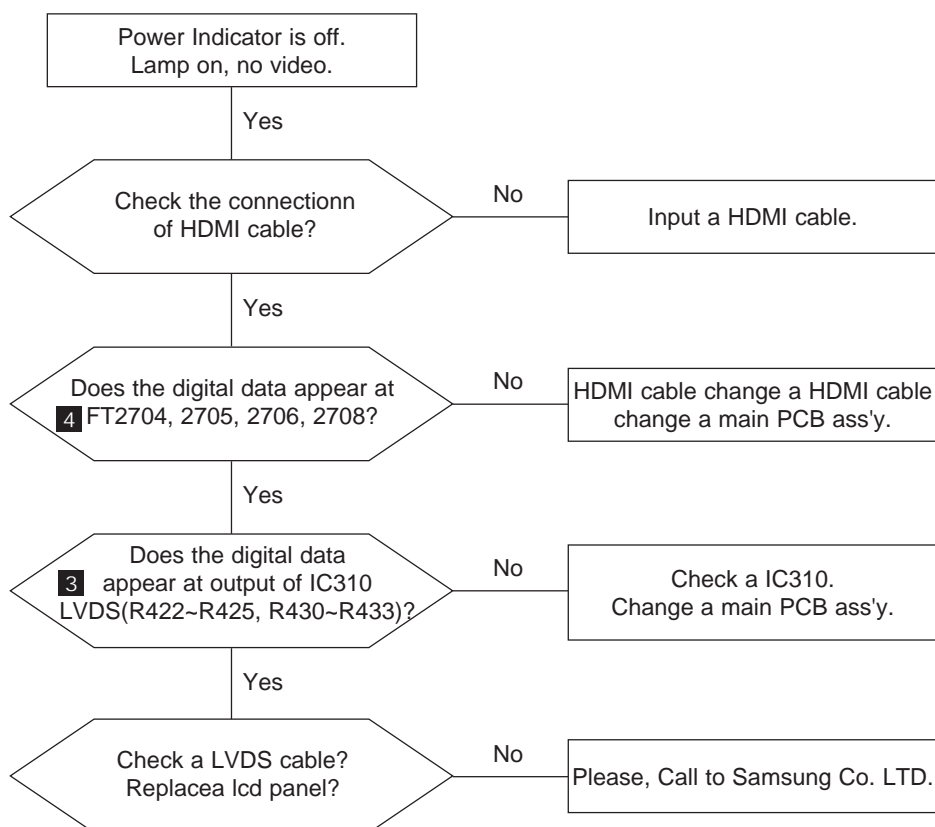 Power Indicator is off.
Lamp on, no video.
Yes
Check the connectionn
of HDMI cable?
No
Input a HDMI cable.
Yes
Does the digital data appear at
4 FT2704, 2705, 2706, 2708?
No
HDMI cable change a HDMI cable
change a main PCB ass'y.
Yes
Does the digital data
3 appear at output of IC310
LVDS(R422~R425, R430~R433)?
No
Check a IC310.
Change a main PCB ass'y.
Yes
Check a LVDS cable?
Replacea lcd panel?
No
Please, Call to Samsung Co. LTD.